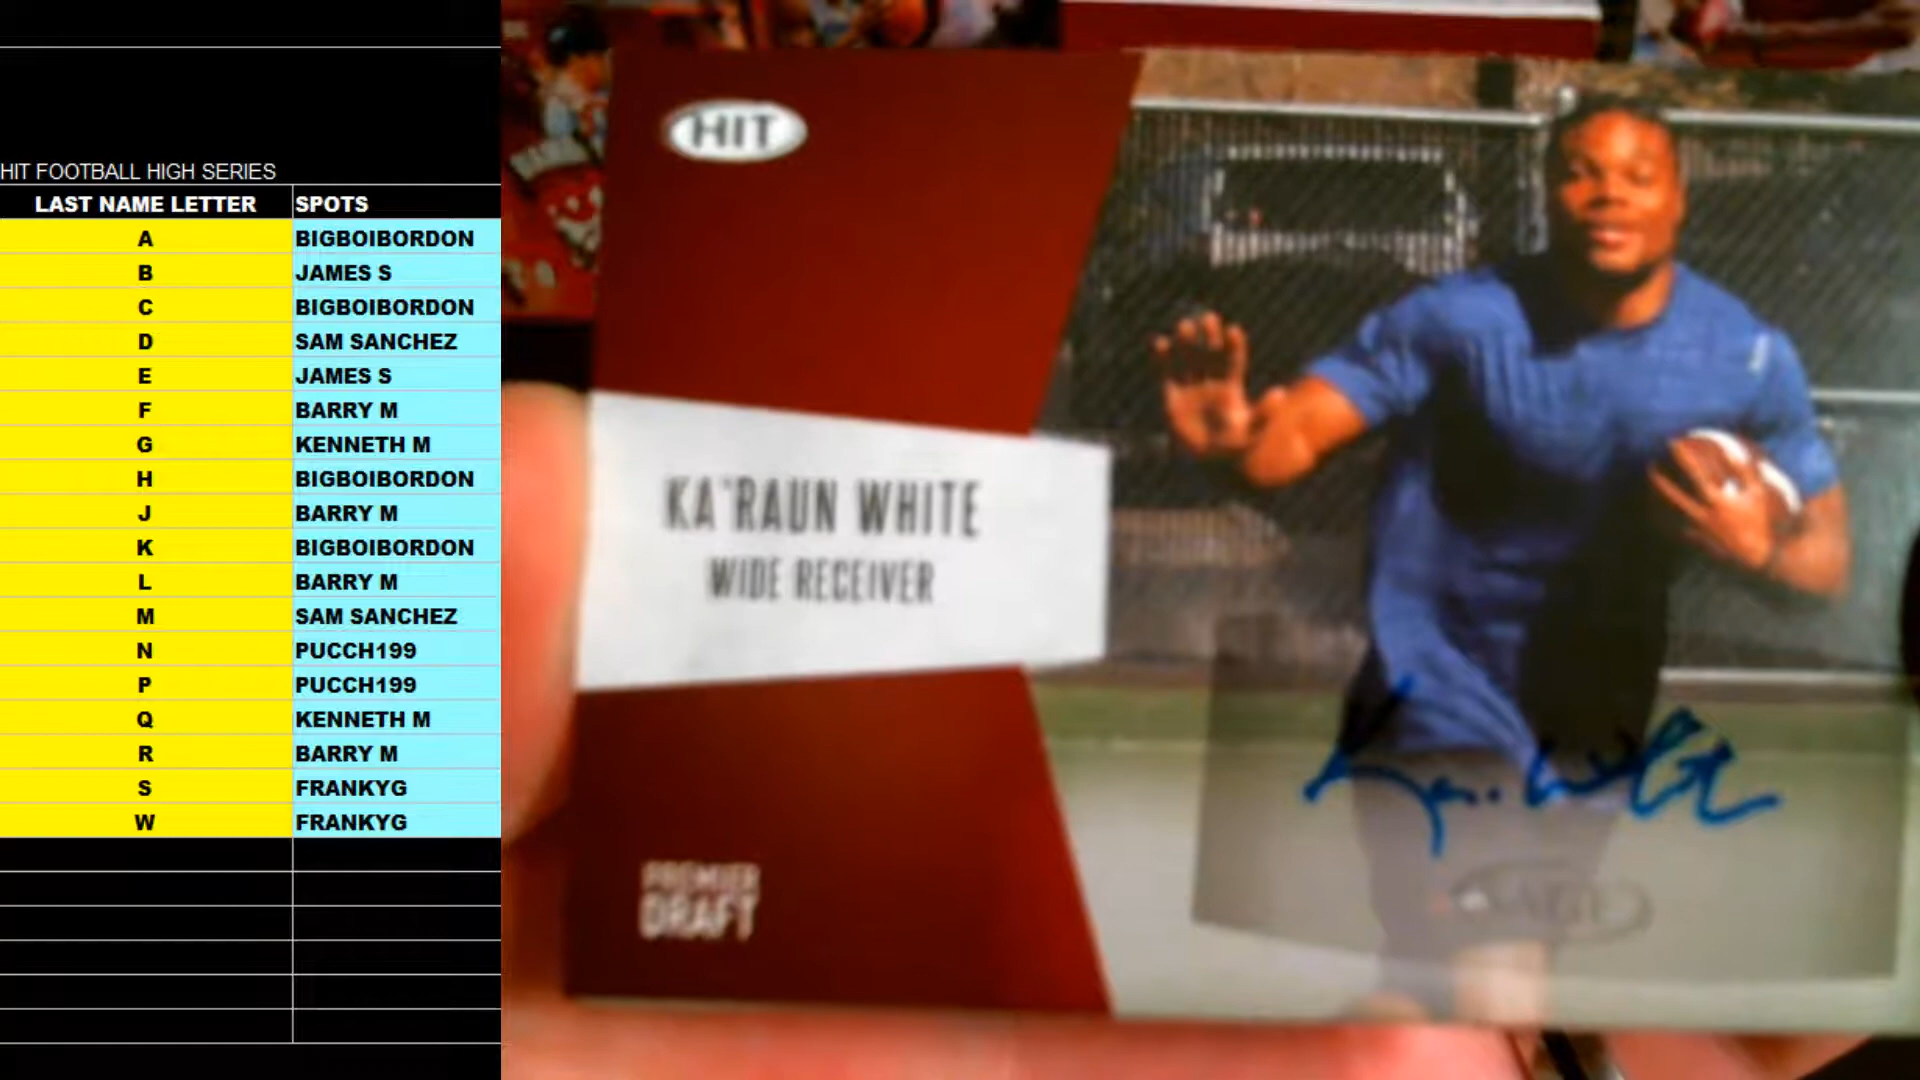 HIT FOOTBALL HIGH SERIES
LAST NAME LETTER SPOTS
A BIGBOIBORDON
B JAMES S
C BIGBOIBORDON
D SAM SANCHEZ
E JAMES S
F BARRY M
G KENNETH M
H BIGBOIBORDON
J BARRY M
K BIGBOIBORDON
L BARRY M
M SAM SANCHEZ
N PUCCH199
P PUCCH199
Q KENNETH M
R BARRY M
S FRANKYG
W FRANKYG
HIT
KA'RAUN WHITE
WIDE RECEIVER
PREMIER
DRAFT